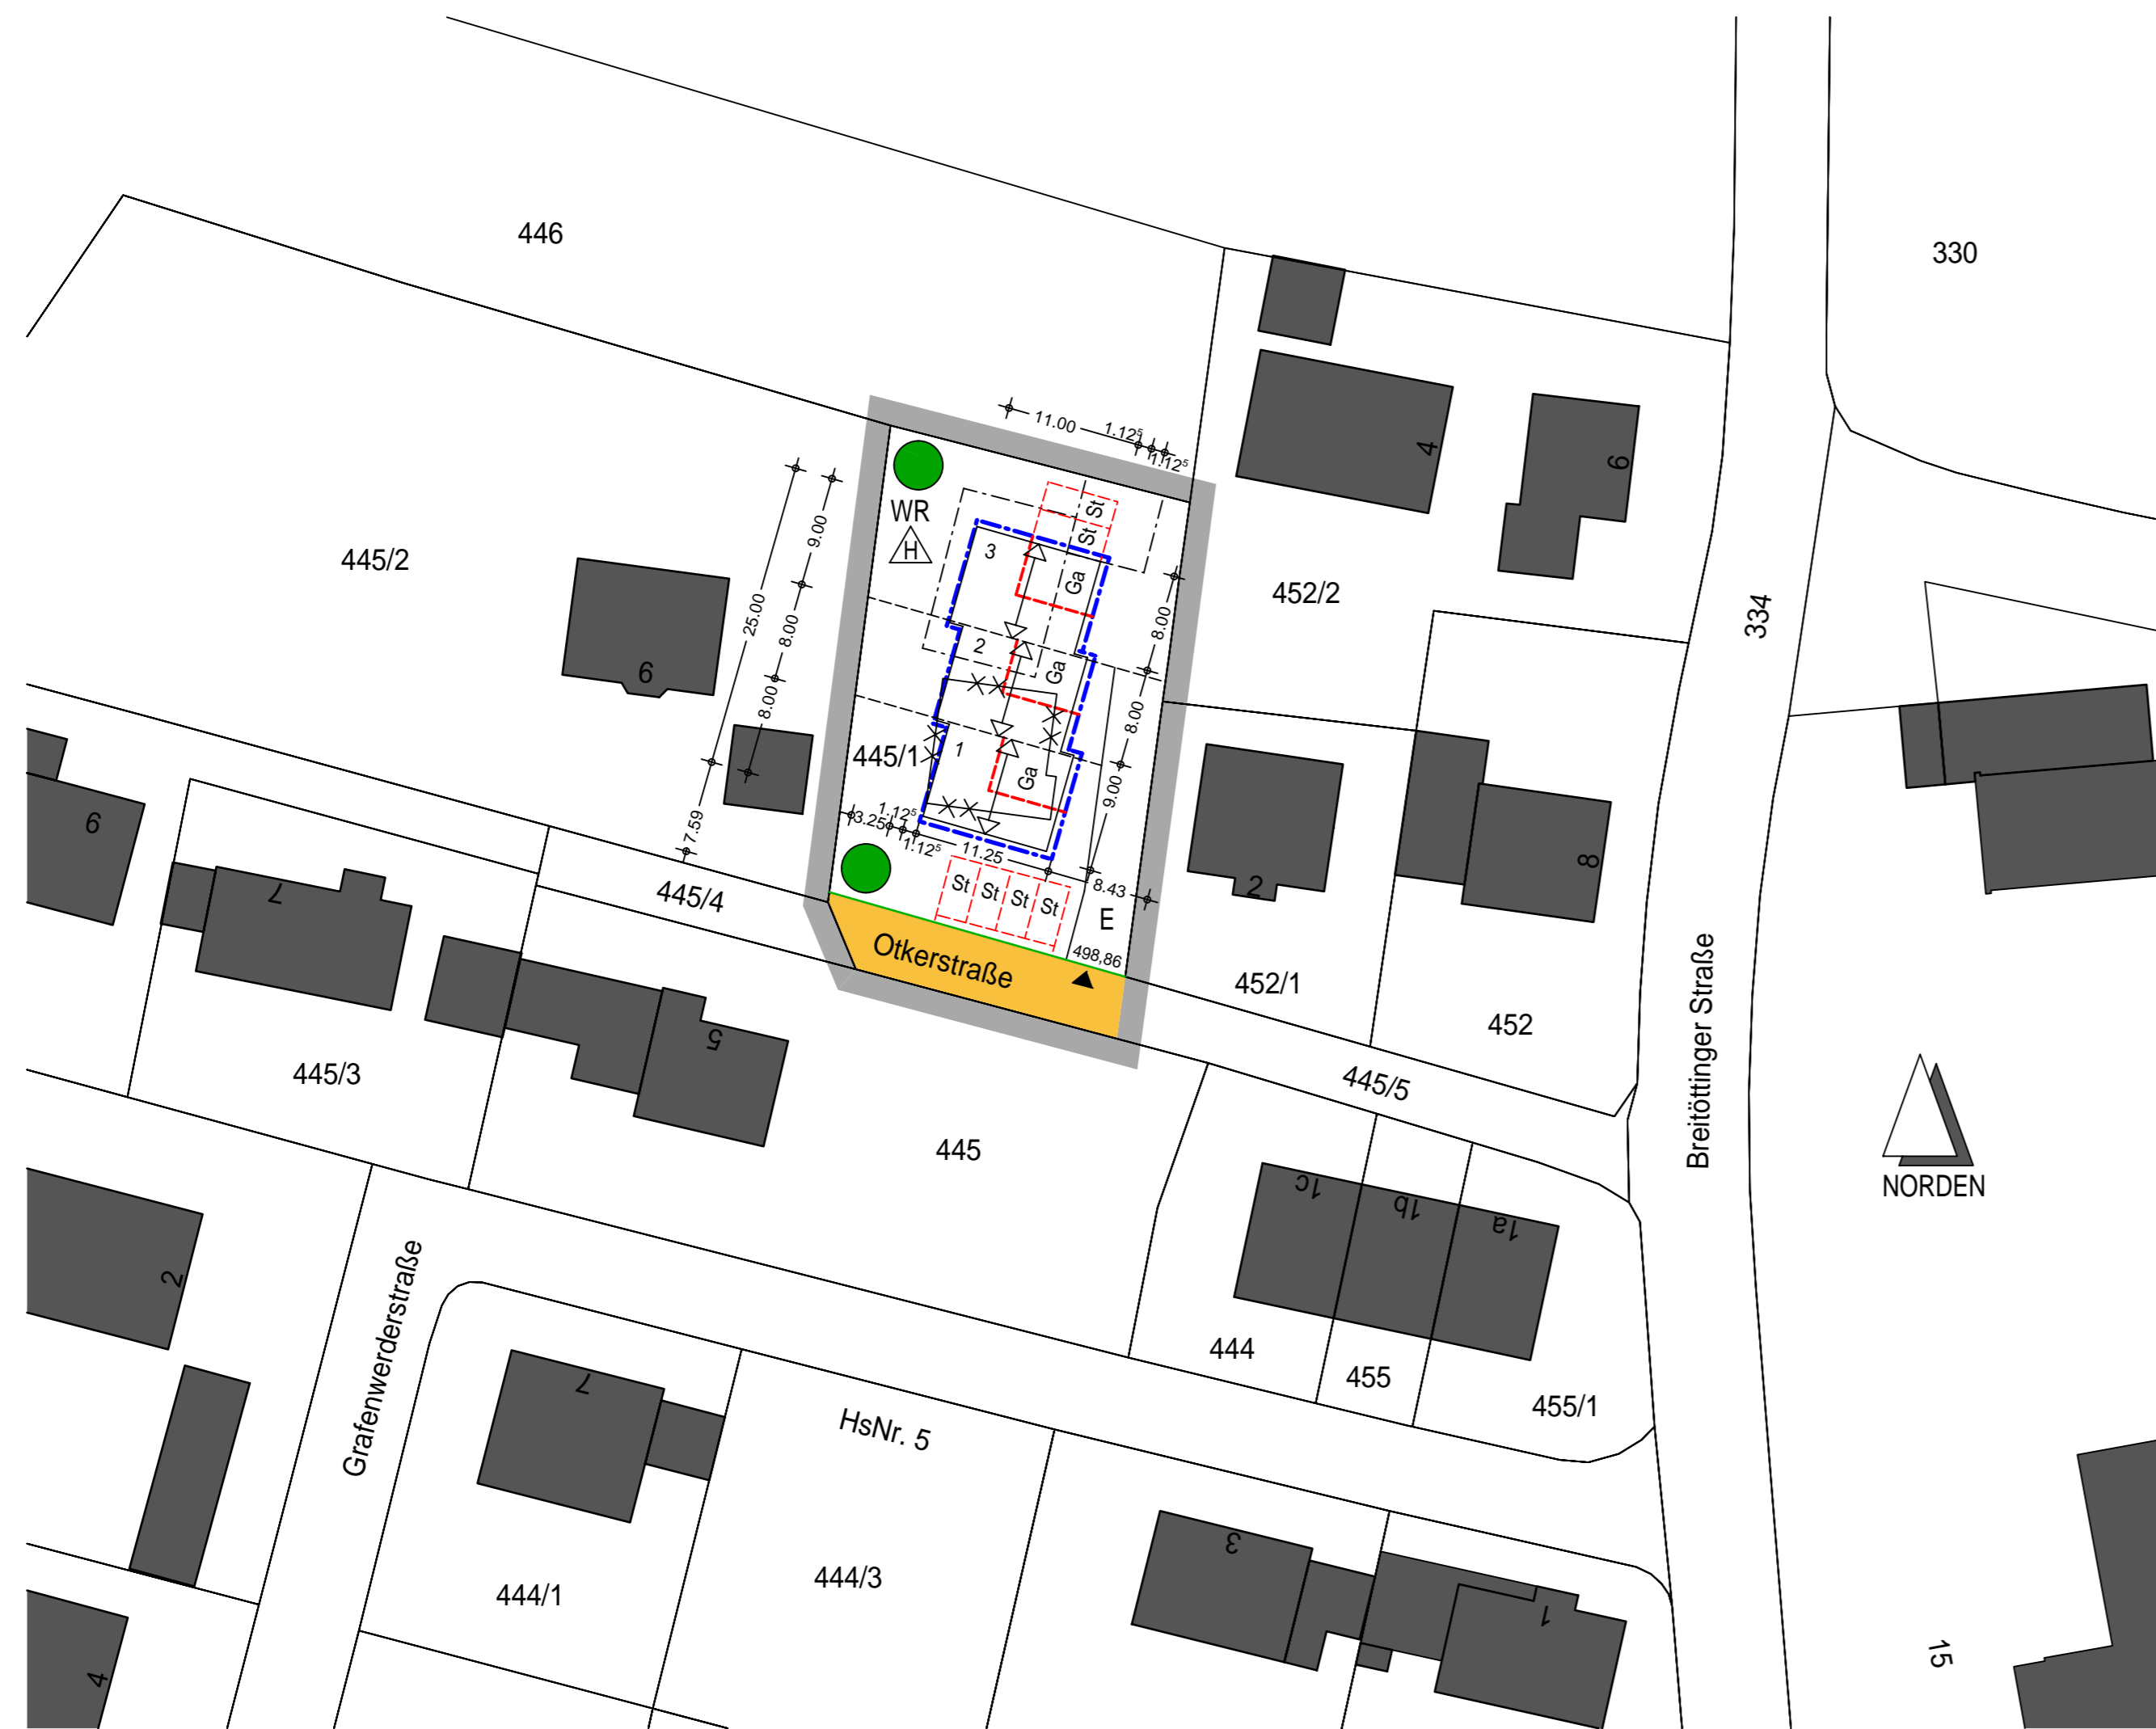 446
330
11.00
1.12⁵
1.12⁵
4
6
WR
H
St
St
9.00
3
445/2
Ga
452/2
25.00
8.00
8.00
334
2
6
Ga
8.00
8.00
445/1
1
Ga
9.00
7.59
3.25
1.12⁵
1.12⁵
11.25
6
7
2
8
445/4
St
St
St
St
8.43
E
Otkerstraße
498,86
452/1
452
5
445/3
445/5
Breitöttinger Straße
445
NORDEN
1c
1b
1a
2
Grafenwerderstraße
444
455
455/1
7
HsNr. 5
3
444/1
444/3
1
4
15